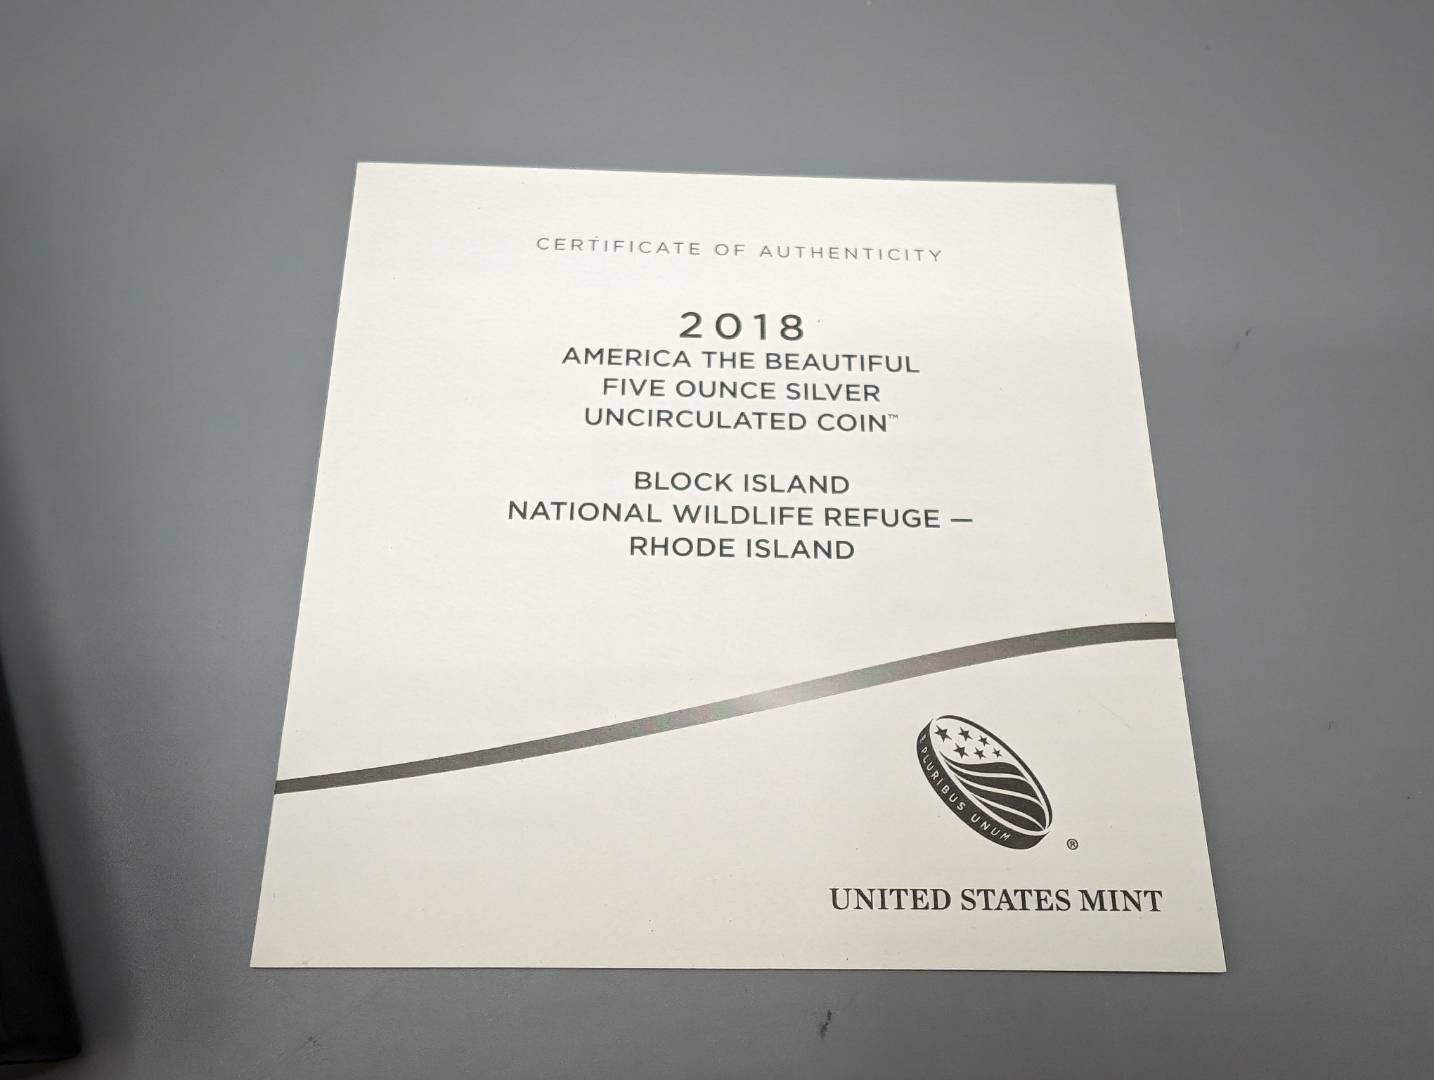 CERTIFICATE OF AUTHENTICITY
2018
AMERICA THE BEAUTIFUL
FIVE OUNCE SILVER
UNCIRCULATED COIN™
BLOCK ISLAND
NATIONAL WILDLIFE REFUGE —
RHODE ISLAND
E PLURIBUS UNUM
®
UNITED STATES MINT